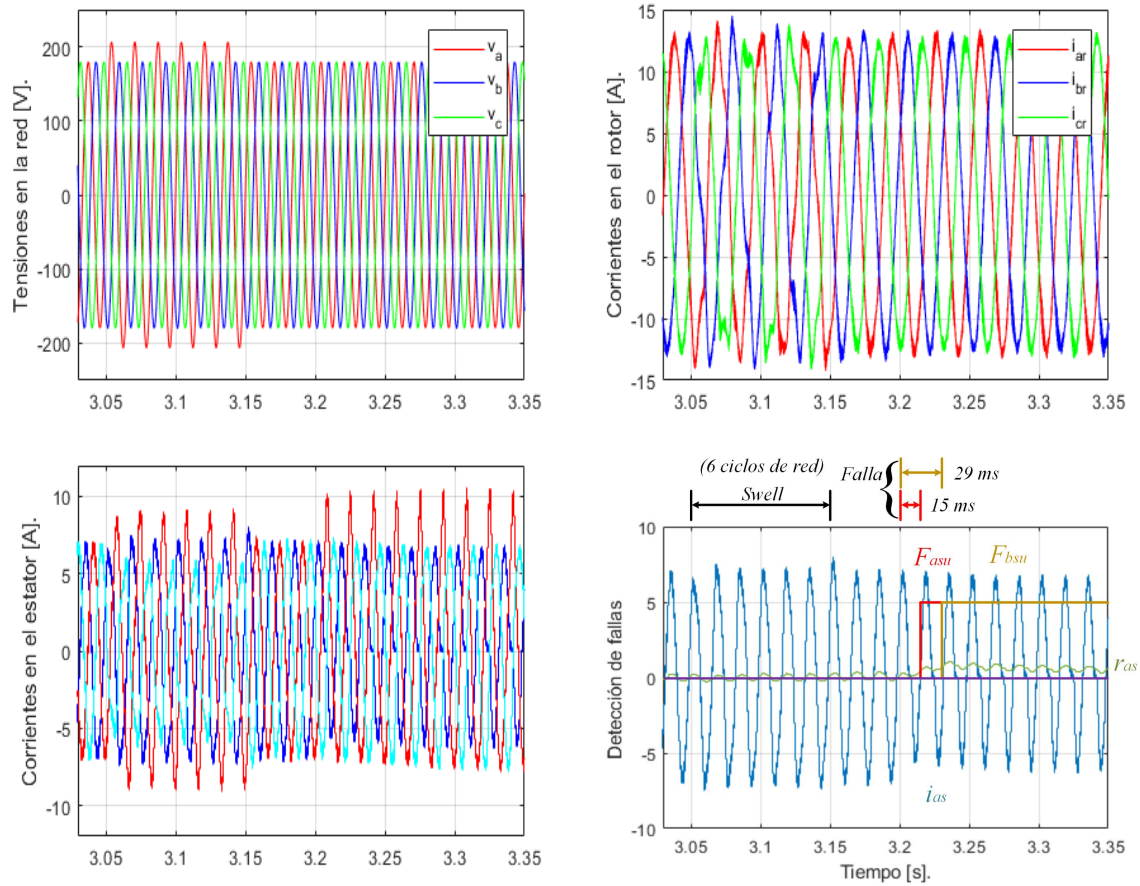 Tensiones en la red [V].
200
100
0
-100
-200
3.05 3.1 3.15 3.2 3.25 3.3 3.35
v_a
v_b
v_c
Corrientes en el rotor [A].
15
10
5
0
-5
-10
-15
3.05 3.1 3.15 3.2 3.25 3.3 3.35
i_ar
i_br
i_cr
Corrientes en el estator [A].
10
5
0
-5
-10
3.05 3.1 3.15 3.2 3.25 3.3 3.35
(6 ciclos de red)
Swell
Falla
29 ms
15 ms
Detección de fallas
10
5
0
-5
-10
F_asu
F_bsu
r_as
i_as
3.05 3.1 3.15 3.2 3.25 3.3 3.35
Tiempo [s].